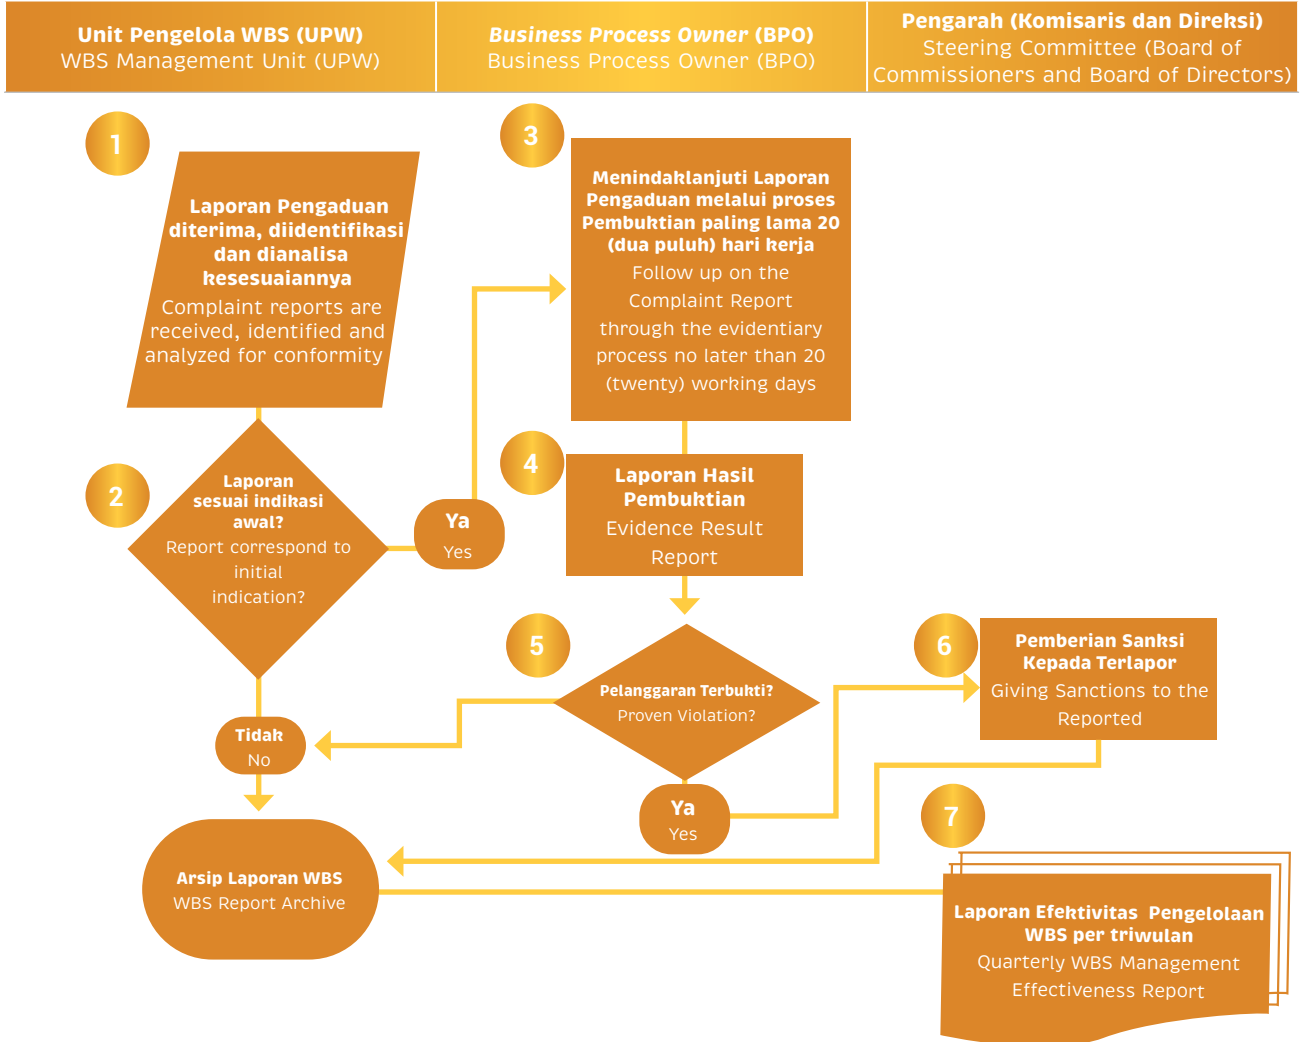 Unit Pengelola WBS (UPW)
WBS Management Unit (UPW)
Business Process Owner (BPO)
Business Process Owner (BPO)
Pengarah (Komisaris dan Direksi)
Steering Committee (Board of
Commissioners and Board of Directors)
1
Laporan Pengaduan
diterima, diidentifikasi
dan dianalisa
kesesuaiannya
Complaint reports are
received, identified and
analyzed for conformity
2
Laporan
sesuai indikasi
awal?
Report correspond to
initial
indication?
Ya
Yes
Tidak
No
3
Menindaklanjuti Laporan
Pengaduan melalui proses
Pembuktian paling lama 20
(dua puluh) hari kerja
Follow up on the
Complaint Report
through the evidentiary
process no later than 20
(twenty) working days
4
Laporan Hasil
Pembuktian
Evidence Result
Report
5
Pelanggaran Terbukti?
Proven Violation?
Ya
Yes
6
Pemberian Sanksi
Kepada Terlapor
Giving Sanctions to the
Reported
Arsip Laporan WBS
WBS Report Archive
7
Laporan Efektivitas Pengelolaan
WBS per triwulan
Quarterly WBS Management
Effectiveness Report